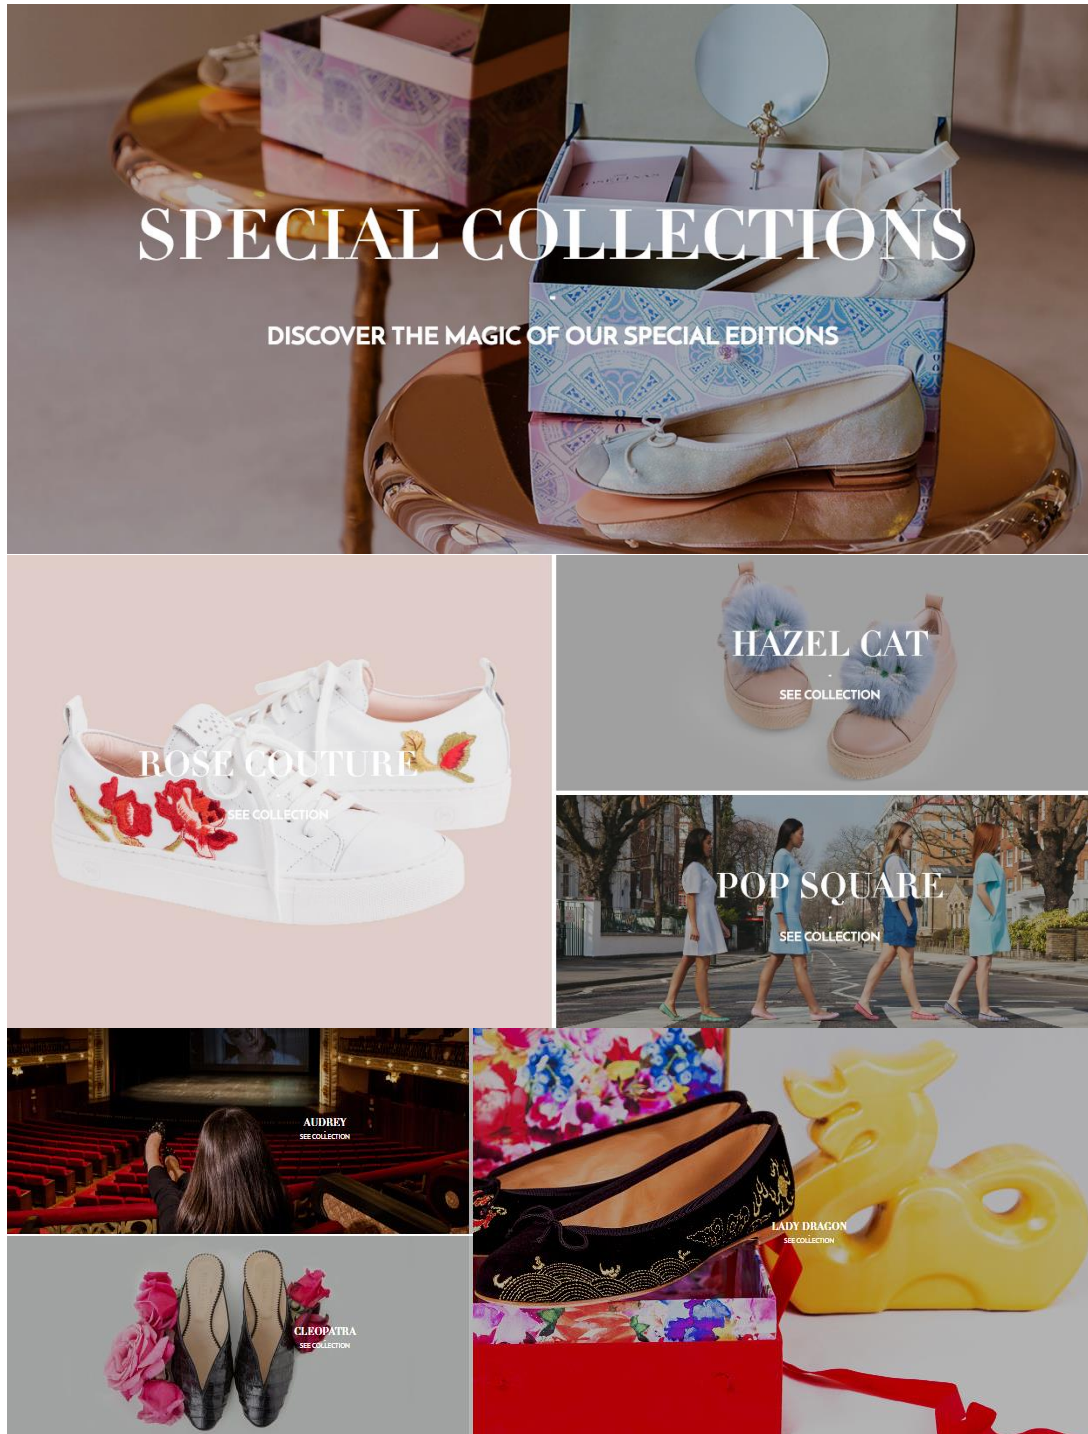 JOSEFINAS
SPECIAL COLLECTIONS
-
DISCOVER THE MAGIC OF OUR SPECIAL EDITIONS
ROSE COUTURE
SEE COLLECTION
HAZEL CAT
-
SEE COLLECTION
POP SQUARE
-
SEE COLLECTION
AUDREY
SEE COLLECTION
LADY DRAGON
SEE COLLECTION
CLEOPATRA
SEE COLLECTION